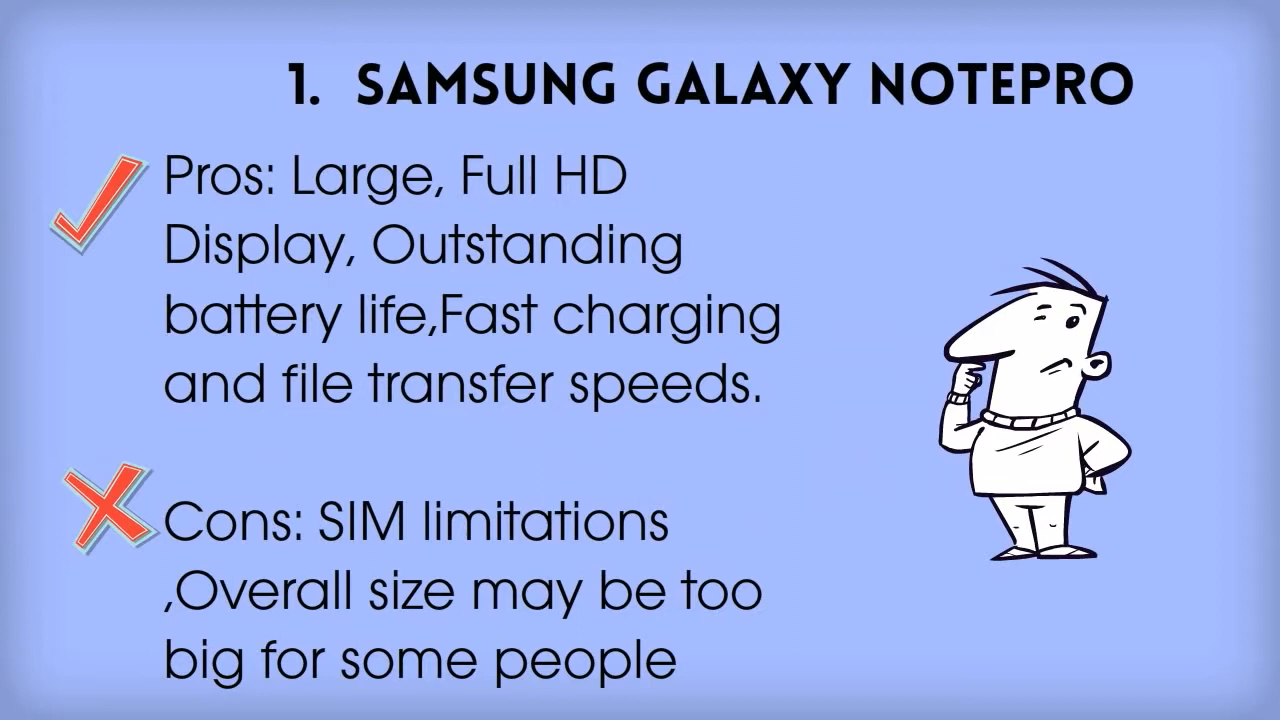 1. SAMSUNG GALAXY NOTEPRO
Pros: Large, Full HD
Display, Outstanding
battery life,Fast charging
and file transfer speeds.
Cons: SIM limitations
,Overall size may be too
big for some people